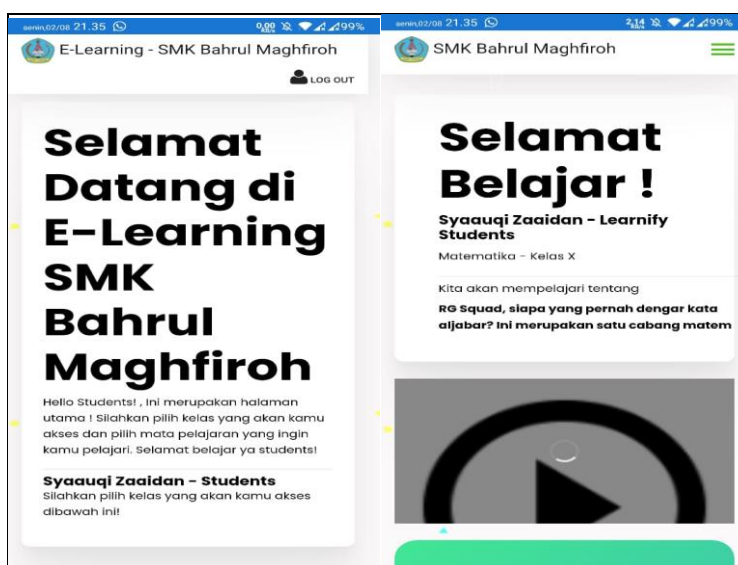 senin,02/08 21.35
0,00 KB/s 99%
E-Learning - SMK Bahrul Maghfiroh
LOG OUT
Selamat
Datang di
E-Learning
SMK
Bahrul
Maghfiroh
Hello Students! , Ini merupakan halaman
utama ! Silahkan pilih kelas yang akan kamu
akses dan pilih mata pelajaran yang ingin
kamu pelajari. Selamat belajar ya students!
Syaauqi Zaaidan - Students
Silahkan pilih kelas yang akan kamu akses
dibawah ini!
senin,02/08 21.35
2,14 KB/s 99%
SMK Bahrul Maghfiroh
Selamat
Belajar !
Syaauqi Zaaidan - Learnify
Students
Matematika - Kelas X
Kita akan mempelajari tentang
RG Squad, siapa yang pernah dengar kata
aljabar? Ini merupakan satu cabang matem